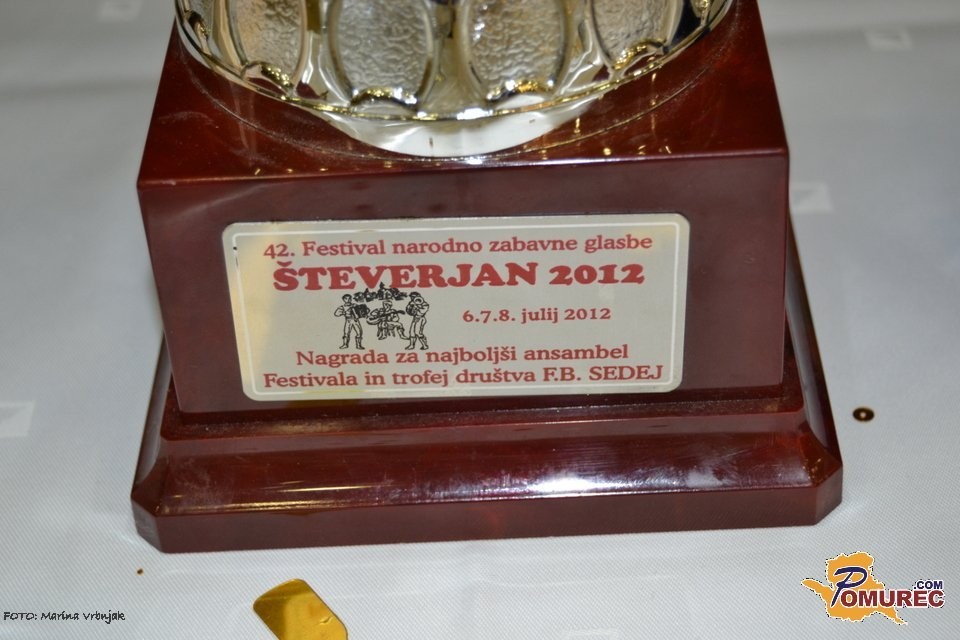 42. Festival narodno zabavne glasbe
ŠTEVERJAN 2012
6.7.8. julij 2012
Nagrada za najboljši ansambel
Festivala in trofej društva F.B. SEDEJ
FOTO: Marina Vrbnjak
POMUREC.COM